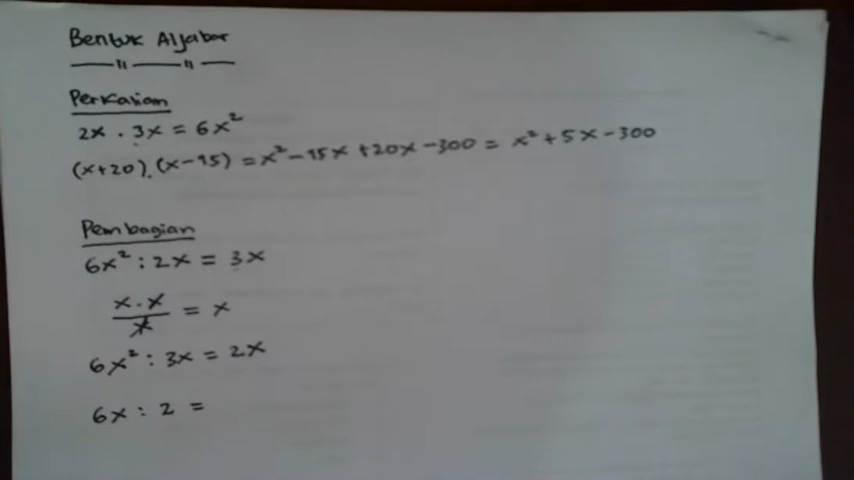 Bentuk Aljabar
Perkalian
2x . 3x = 6x²
(x+20).(x-15) = x² - 15x + 20x - 300 = x² + 5x - 300
Pembagian
6x² : 2x = 3x
x . x / x = x
6x² : 3x = 2x
6x : 2 =